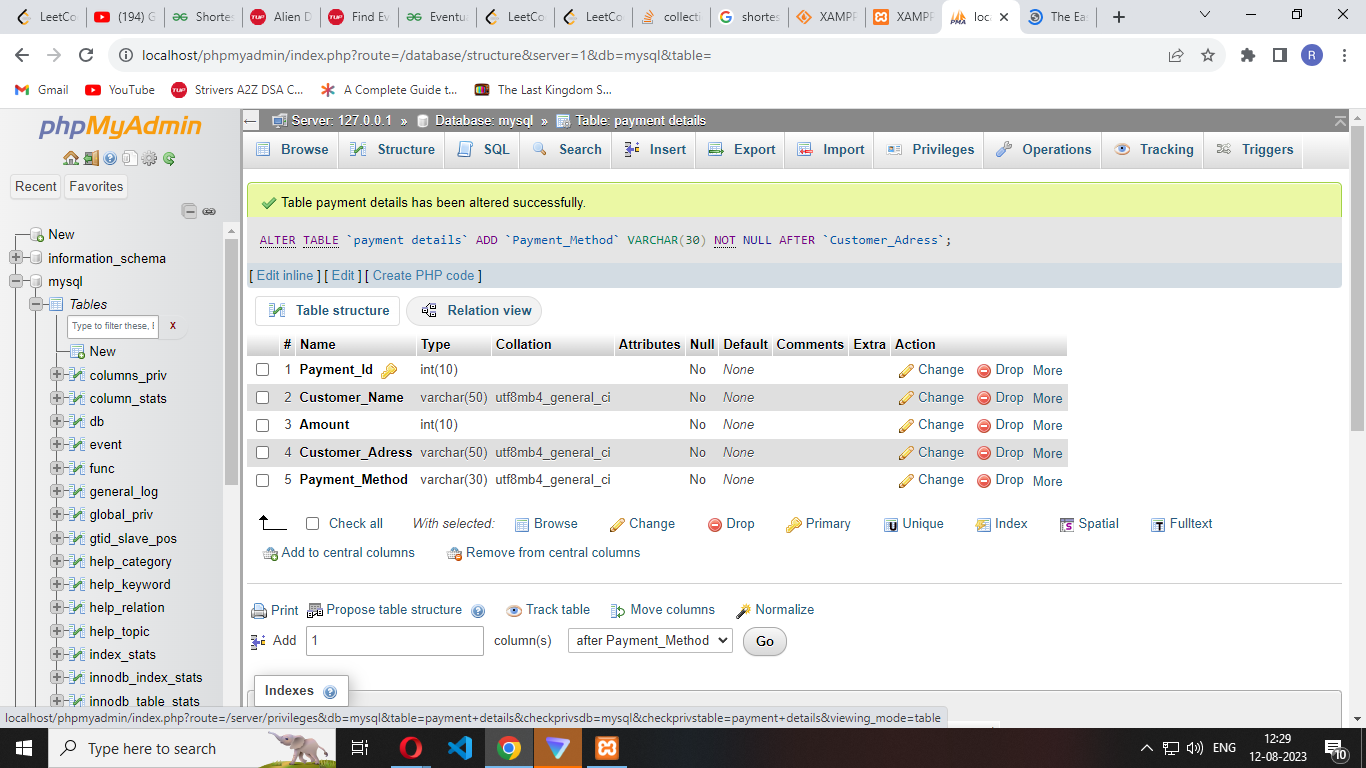 LeetCo
(194) G
Shortes
Alien D
Find Ev
Eventu
LeetCo
LeetCo
collecti
shortes
XAMPP
XAMPP
loca
The Eas
localhost/phpmyadmin/index.php?route=/database/structure&server=1&db=mysql&table=
R
Gmail
YouTube
Strivers A2Z DSA C...
A Complete Guide t...
The Last Kingdom S...
phpMyAdmin
Recent Favorites
New
information_schema
mysql
Tables
Type to filter these, E X
New
columns_priv
column_stats
db
event
func
general_log
global_priv
gtid_slave_pos
help_category
help_keyword
help_relation
help_topic
index_stats
innodb_index_stats
innodb_table_stats
Server: 127.0.0.1 » Database: mysql » Table: payment details
Browse Structure SQL Search Insert Export Import Privileges Operations Tracking Triggers
Table payment details has been altered successfully.
ALTER TABLE `payment details` ADD `Payment_Method` VARCHAR(30) NOT NULL AFTER `Customer_Adress`;
[ Edit inline ] [ Edit ] [ Create PHP code ]
Table structure Relation view
# Name Type Collation Attributes Null Default Comments Extra Action
1 Payment_Id int(10) No None Change Drop More
2 Customer_Name varchar(50) utf8mb4_general_ci No None Change Drop More
3 Amount int(10) No None Change Drop More
4 Customer_Adress varchar(50) utf8mb4_general_ci No None Change Drop More
5 Payment_Method varchar(30) utf8mb4_general_ci No None Change Drop More
Check all With selected: Browse Change Drop Primary Unique Index Spatial Fulltext
Add to central columns Remove from central columns
Print Propose table structure Track table Move columns Normalize
Add 1 column(s) after Payment_Method Go
Indexes
localhost/phpmyadmin/index.php?route=/server/privileges&db=mysql&table=payment+details&checkprivsdb=mysql&checkprivstable=payment+details&viewing_mode=table
Type here to search
ENG
12:29
12-08-2023
10